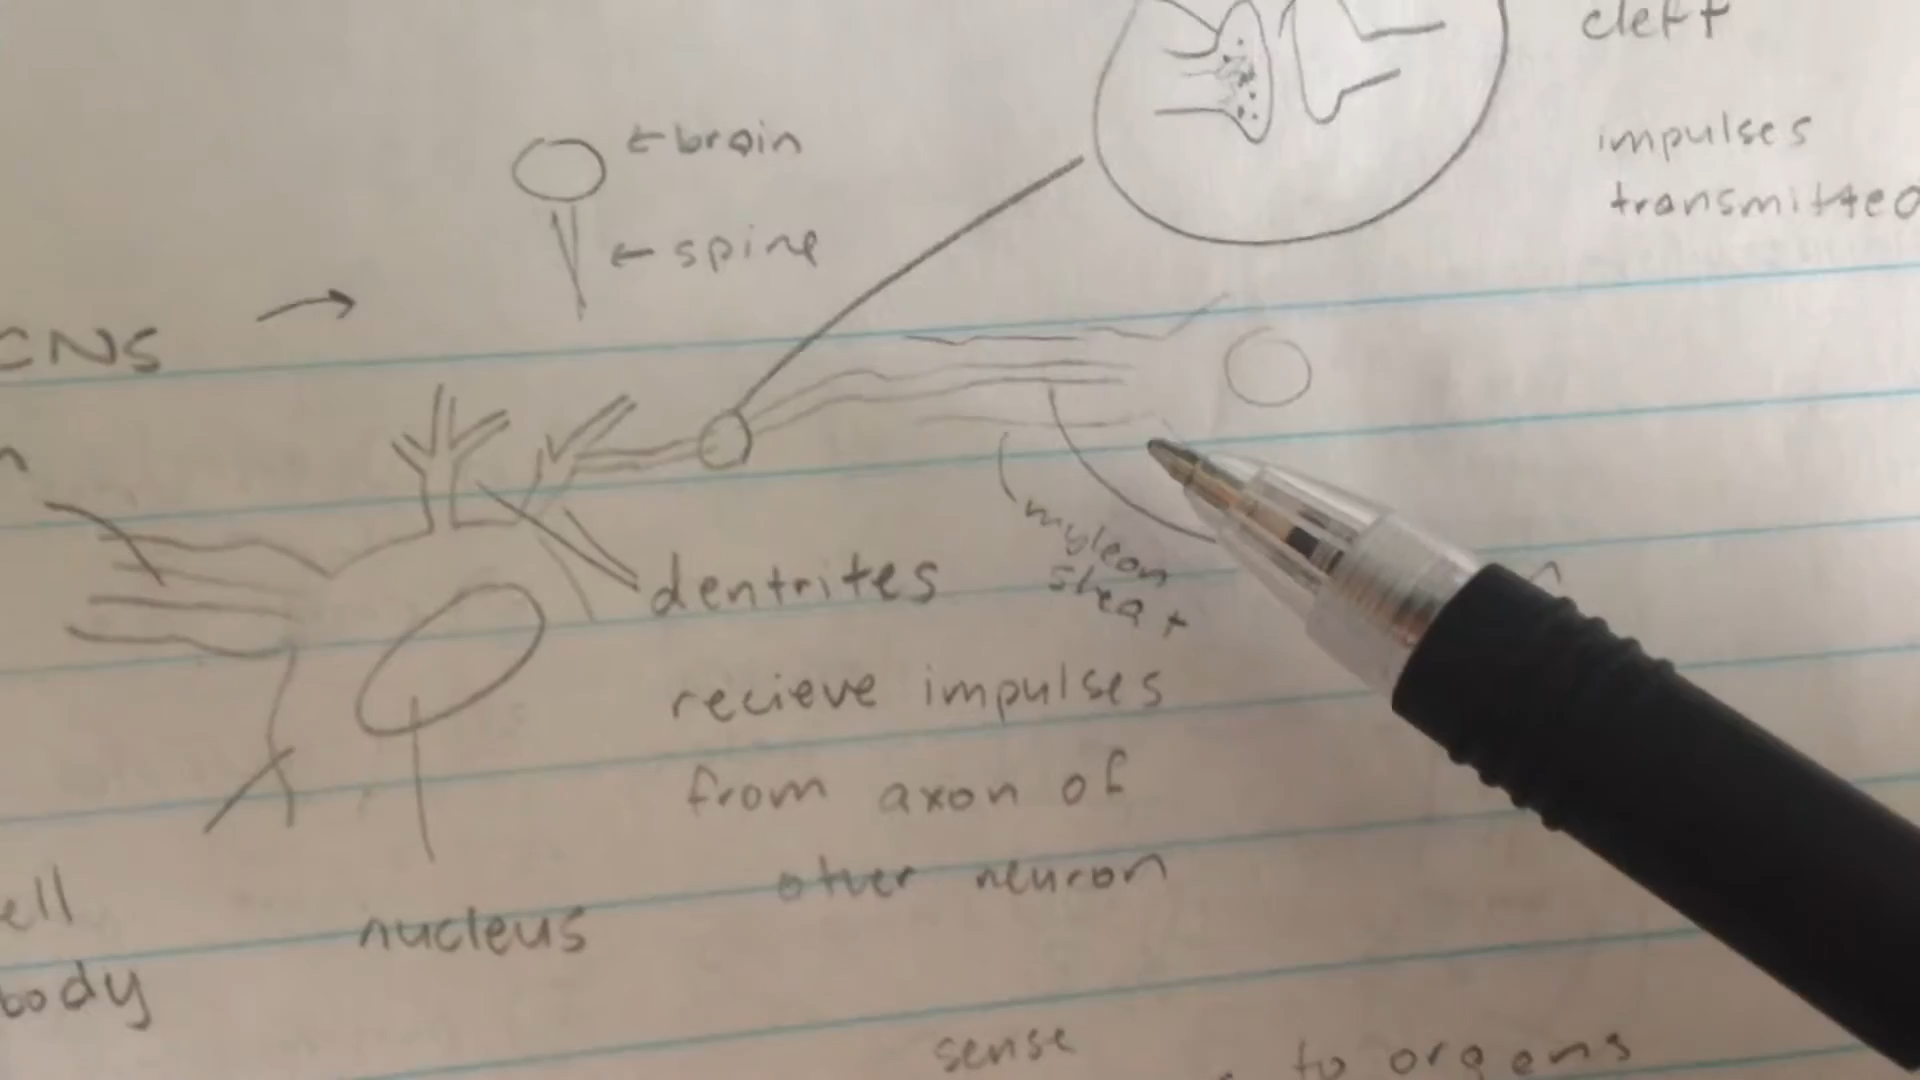 cleft
← brain
impulses
transmitted
← spine
CNS →
myleon
sheat
dentrites
recieve impulses
from axon of
other neuron
ell
body
nucleus
sense
to organs